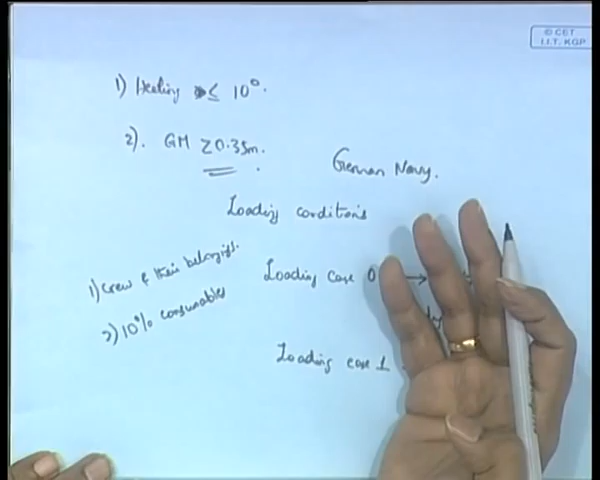 © CET
I.I.T. KGP
1) Heeling ≤ 10°.
2). GM ≥ 0.35m.
German Navy.
Loading conditions
1) Crew & their belongings.
2) 10% consumables
Loading case 0 →
Loading case 1